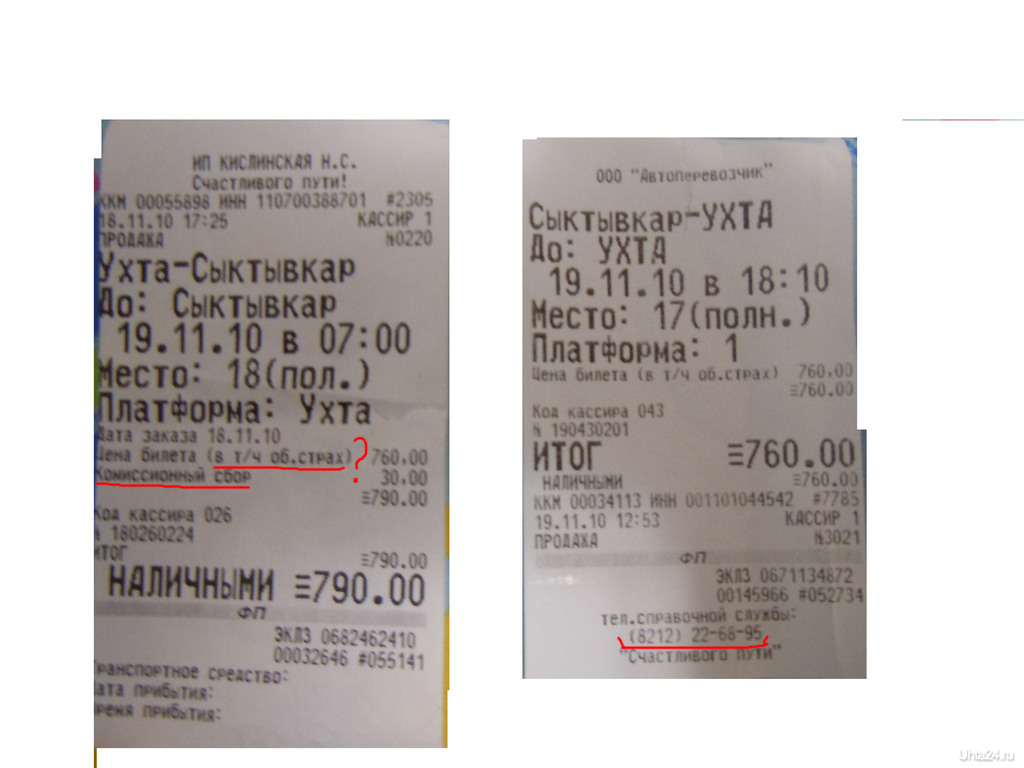 ИП КИСЛИНСКАЯ Н.С.
Счастливого пути!
ККМ 00055898 ИНН 110700388701 #2305
18.11.10 17:25 КАССИР 1
ПРОДАЖА №0220
Ухта-Сыктывкар
До: Сыктывкар
19.11.10 в 07:00
Место: 18(пол.)
Платформа: Ухта
Дата заказа 18.11.10
Цена билета (в т/ч об.страх) ? 760.00
Комиссионный сбор 30.00
≡790.00
Код кассира 026
№ 180260224
ИТОГ ≡790.00
НАЛИЧНЫМИ ≡790.00
ФП
ЭКЛЗ 0682462410
00032646 #055141
Транспортное средство:
Дата прибытия:
Время прибытия:
ООО "Автоперевозчик"
Сыктывкар-УХТА
До: УХТА
19.11.10 в 18:10
Место: 17(полн.)
Платформа: 1
Цена билета (в т/ч об.страх) 760.00
≡760.00
Код кассира 043
№ 190430201
ИТОГ ≡760.00
НАЛИЧНЫМИ ≡760.00
ККМ 00034113 ИНН 001101044542 #7785
19.11.10 12:53 КАССИР 1
ПРОДАЖА №3021
ФП
ЭКЛЗ 0671134872
00145966 #052734
тел.справочной службы:
(8212) 22-68-95
"Счастливого пути"
Uhta24.ru